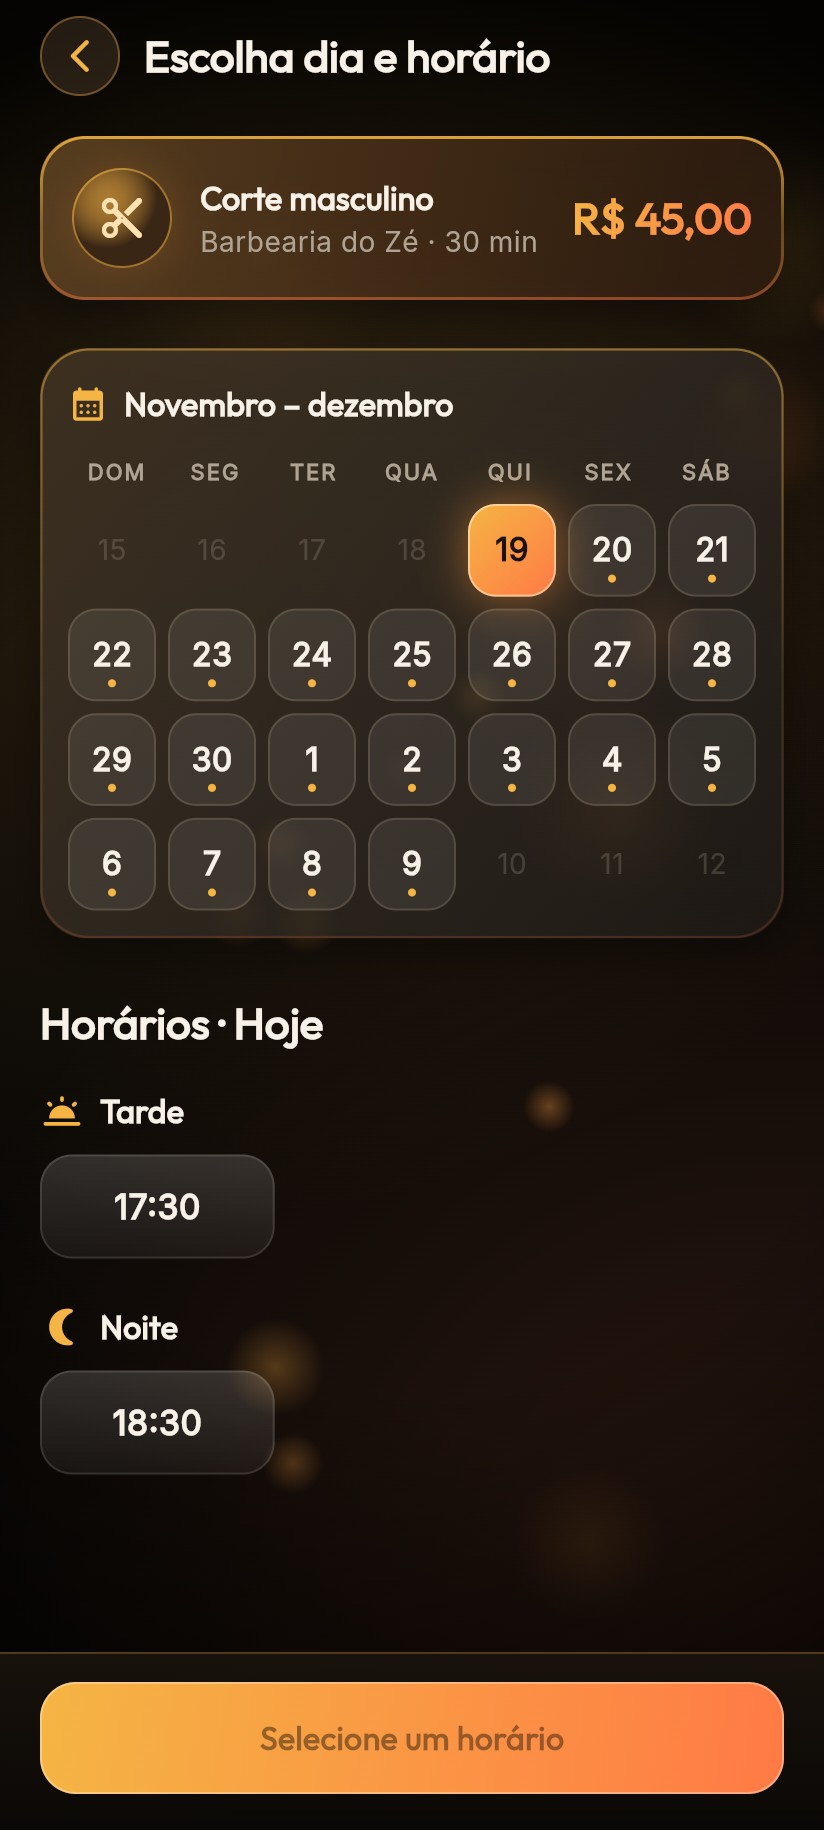 Escolha dia e horário
Corte masculino
Barbearia do Zé · 30 min
R$ 45,00
Novembro – dezembro
DOM SEG TER QUA QUI SEX SÁB
15 16 17 18 19 20 21
22 23 24 25 26 27 28
29 30 1 2 3 4 5
6 7 8 9 10 11 12
Horários · Hoje
Tarde
17:30
Noite
18:30
Selecione um horário